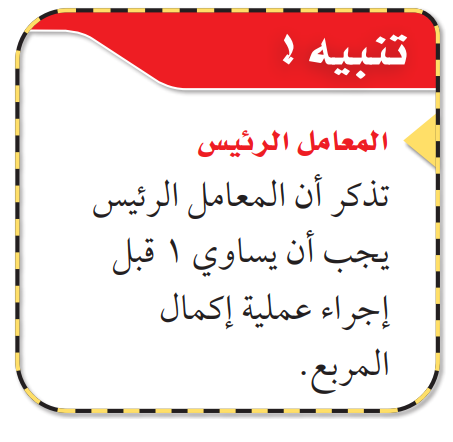 تنبيه !
المعامل الرئيس
تذكر أن المعامل الرئيس
يجب أن يساوي ١ قبل
إجراء عملية إكمال
المربع.